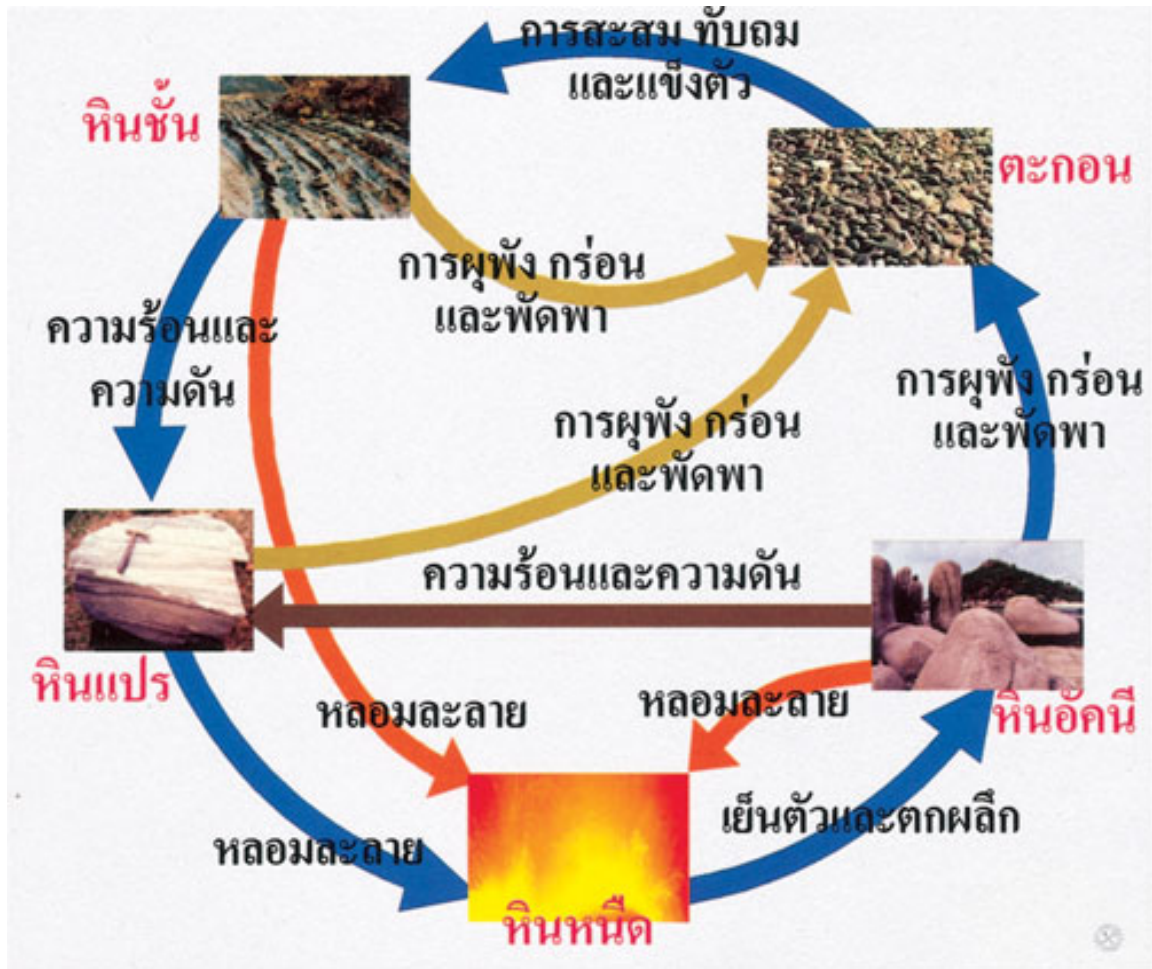 การสะสม ทับถม
และแข็งตัว
หินชั้น
ตะกอน
การผุพัง กร่อน
และพัดพา
ความร้อนและ
ความดัน
การผุพัง กร่อน
และพัดพา
การผุพัง กร่อน
และพัดพา
ความร้อนและความดัน
หินแปร
หลอมละลาย
หลอมละลาย
หินอัคนี
เย็นตัวและตกผลึก
หลอมละลาย
หินหนืด